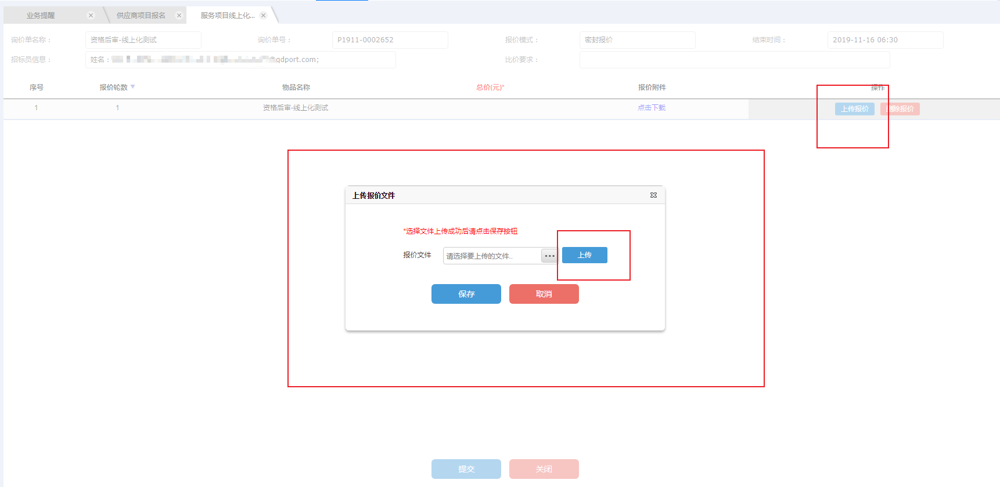 业务提醒 供应商项目报名 服务项目线上化...
询价单名称： 资格后审-线上化测试 询价单号： P1911-0002652 报价模式： 密封报价 结束时间： 2019-11-16 06:30
招标员信息： 姓名： @qdport.com; 比价要求：
序号 报价轮数 物品名称 总价(元)* 报价附件 操作
1 1 资格后审-线上化测试 点击下载 上传报价 删除报价
上传报价文件
*选择文件上传成功后请点击保存按钮
报价文件 请选择要上传的文件.. ••• 上传
保存 取消
提交 关闭